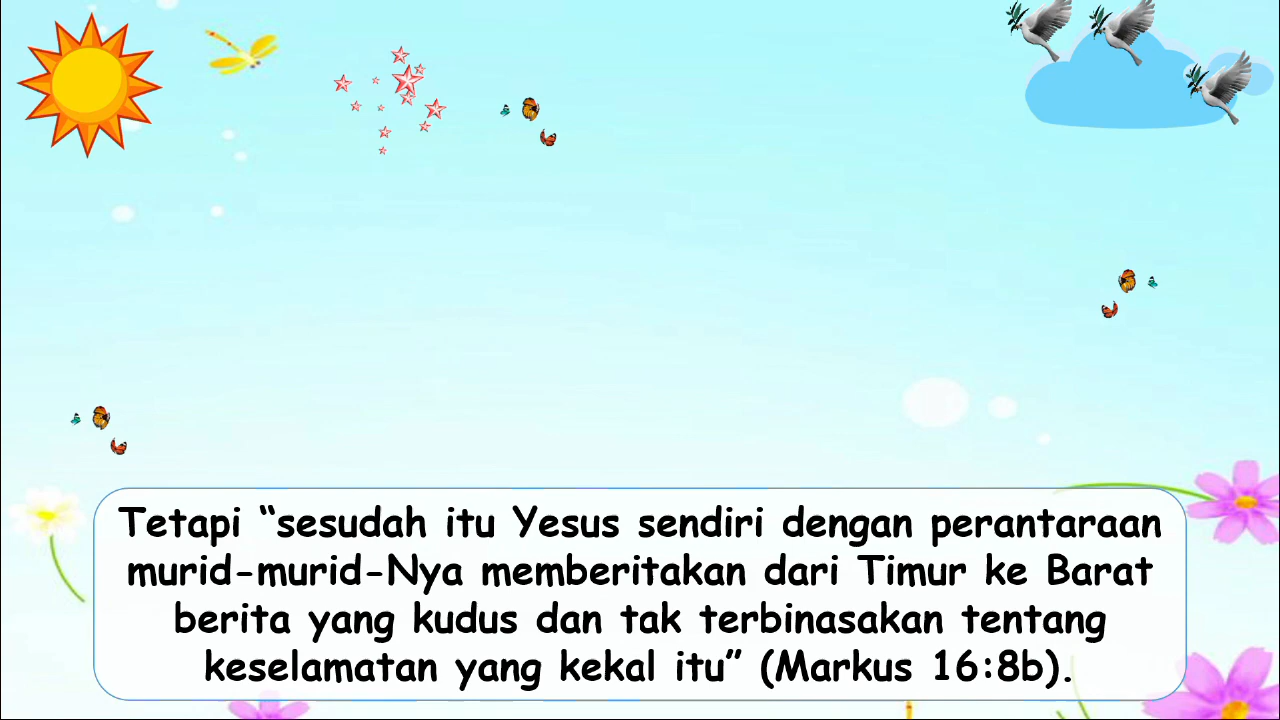 Tetapi “sesudah itu Yesus sendiri dengan perantaraan
murid-murid-Nya memberitakan dari Timur ke Barat
berita yang kudus dan tak terbinasakan tentang
keselamatan yang kekal itu” (Markus 16:8b).